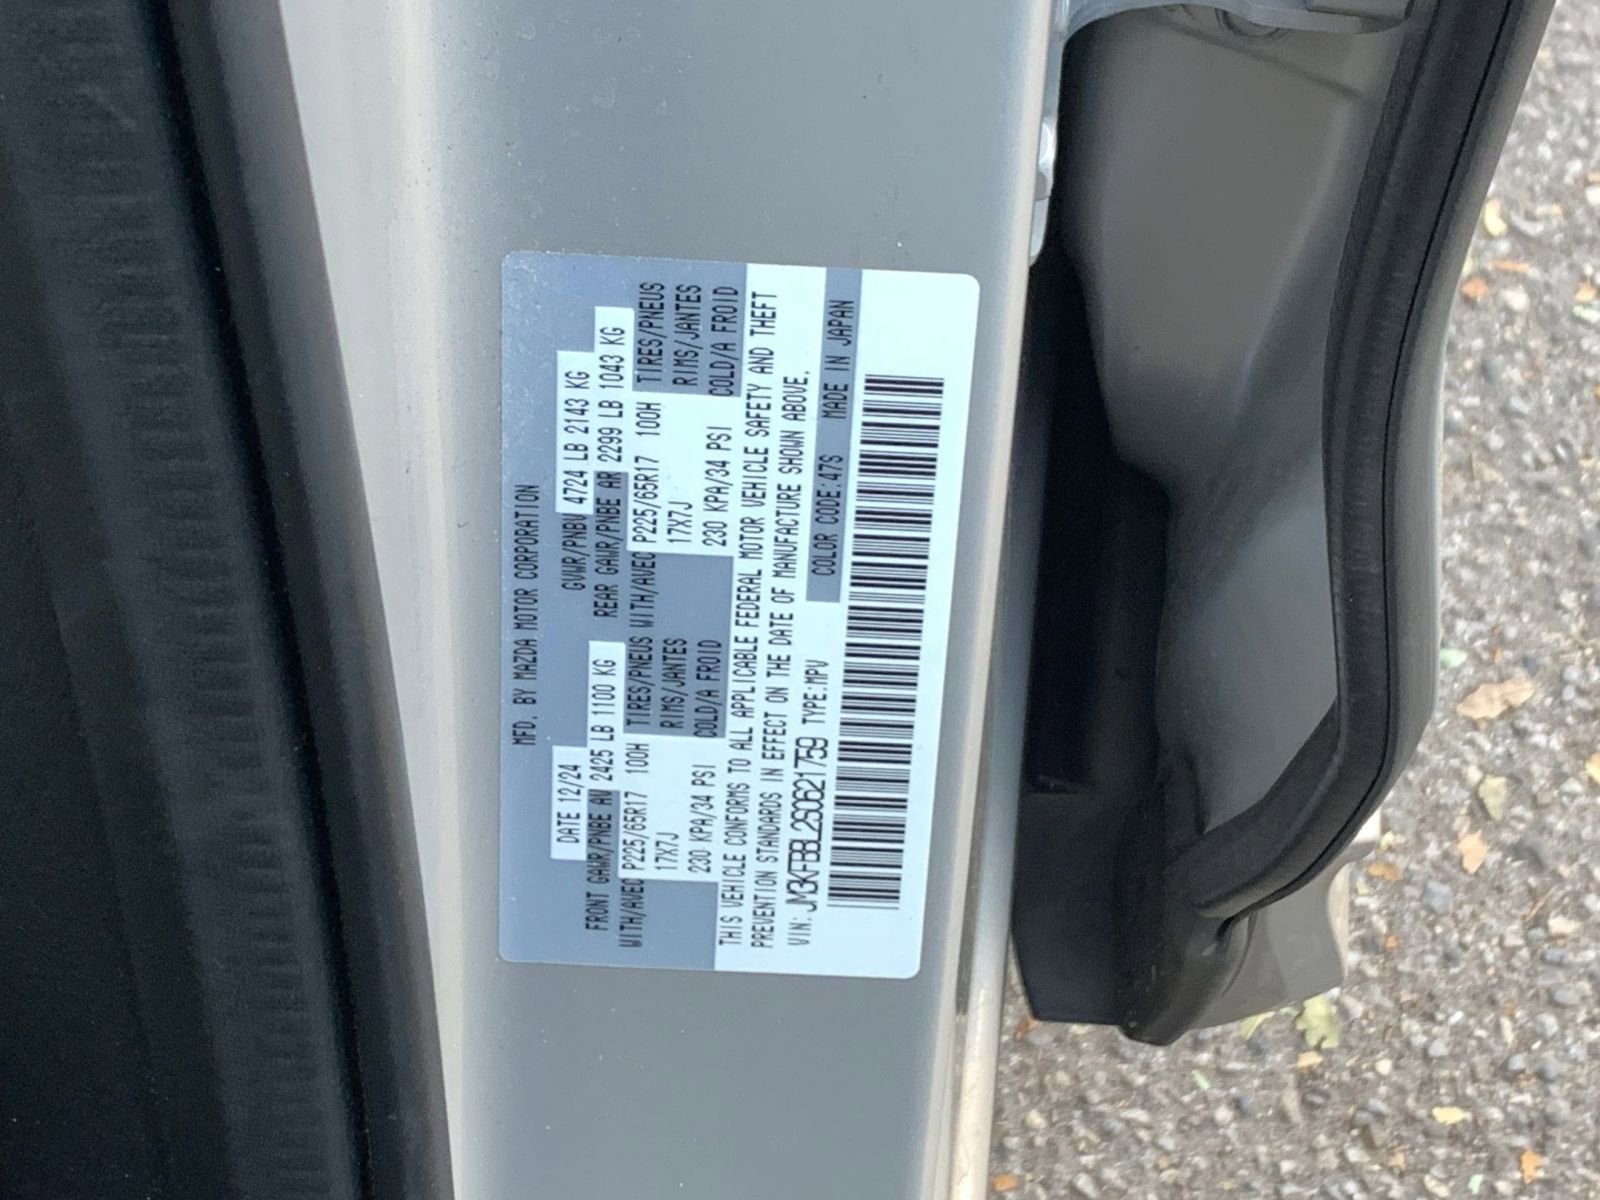 MFD. BY MAZDA MOTOR CORPORATION
DATE 12/24 GVWR/PNBV 4724 LB 2143 KG
FRONT GAWR/PNBE AV 2425 LB 1100 KG REAR GAWR/PNBE AR 2299 LB 1043 KG
WITH/AVEC P225/65R17 100H TIRES/PNEUS WITH/AVEC P225/65R17 100H TIRES/PNEUS
17X7J RIMS/JANTES 17X7J RIMS/JANTES
230 KPA/34 PSI COLD/A FROID 230 KPA/34 PSI COLD/A FROID
THIS VEHICLE CONFORMS TO ALL APPLICABLE FEDERAL MOTOR VEHICLE SAFETY AND THEFT
PREVENTION STANDARDS IN EFFECT ON THE DATE OF MANUFACTURE SHOWN ABOVE.
VIN: JM3KFBBL2S0621759 TYPE:MPV COLOR CODE:47S MADE IN JAPAN